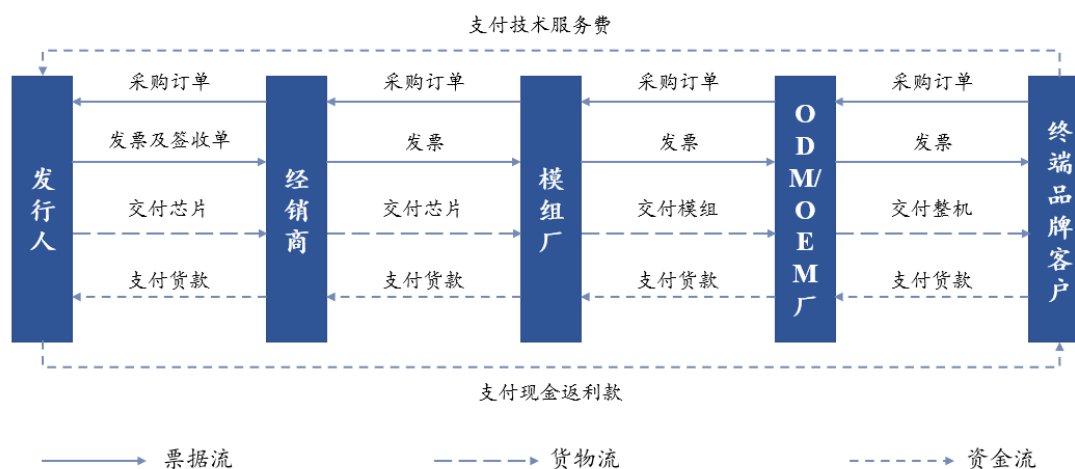 支付技术服务费
采购订单 采购订单 采购订单 采购订单
发票及签收单 发票 发票 发票
交付芯片 交付芯片 交付模组 交付整机
支付货款 支付货款 支付货款 支付货款
发行人
经销商
模组厂
ODM/OEM厂
终端品牌客户
支付现金返利款
票据流 货物流 资金流